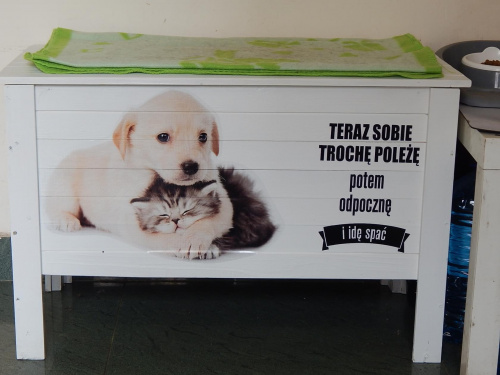 TERAZ SOBIE
TROCHĘ POLEŻĘ
potem
odpocznę
i idę spać